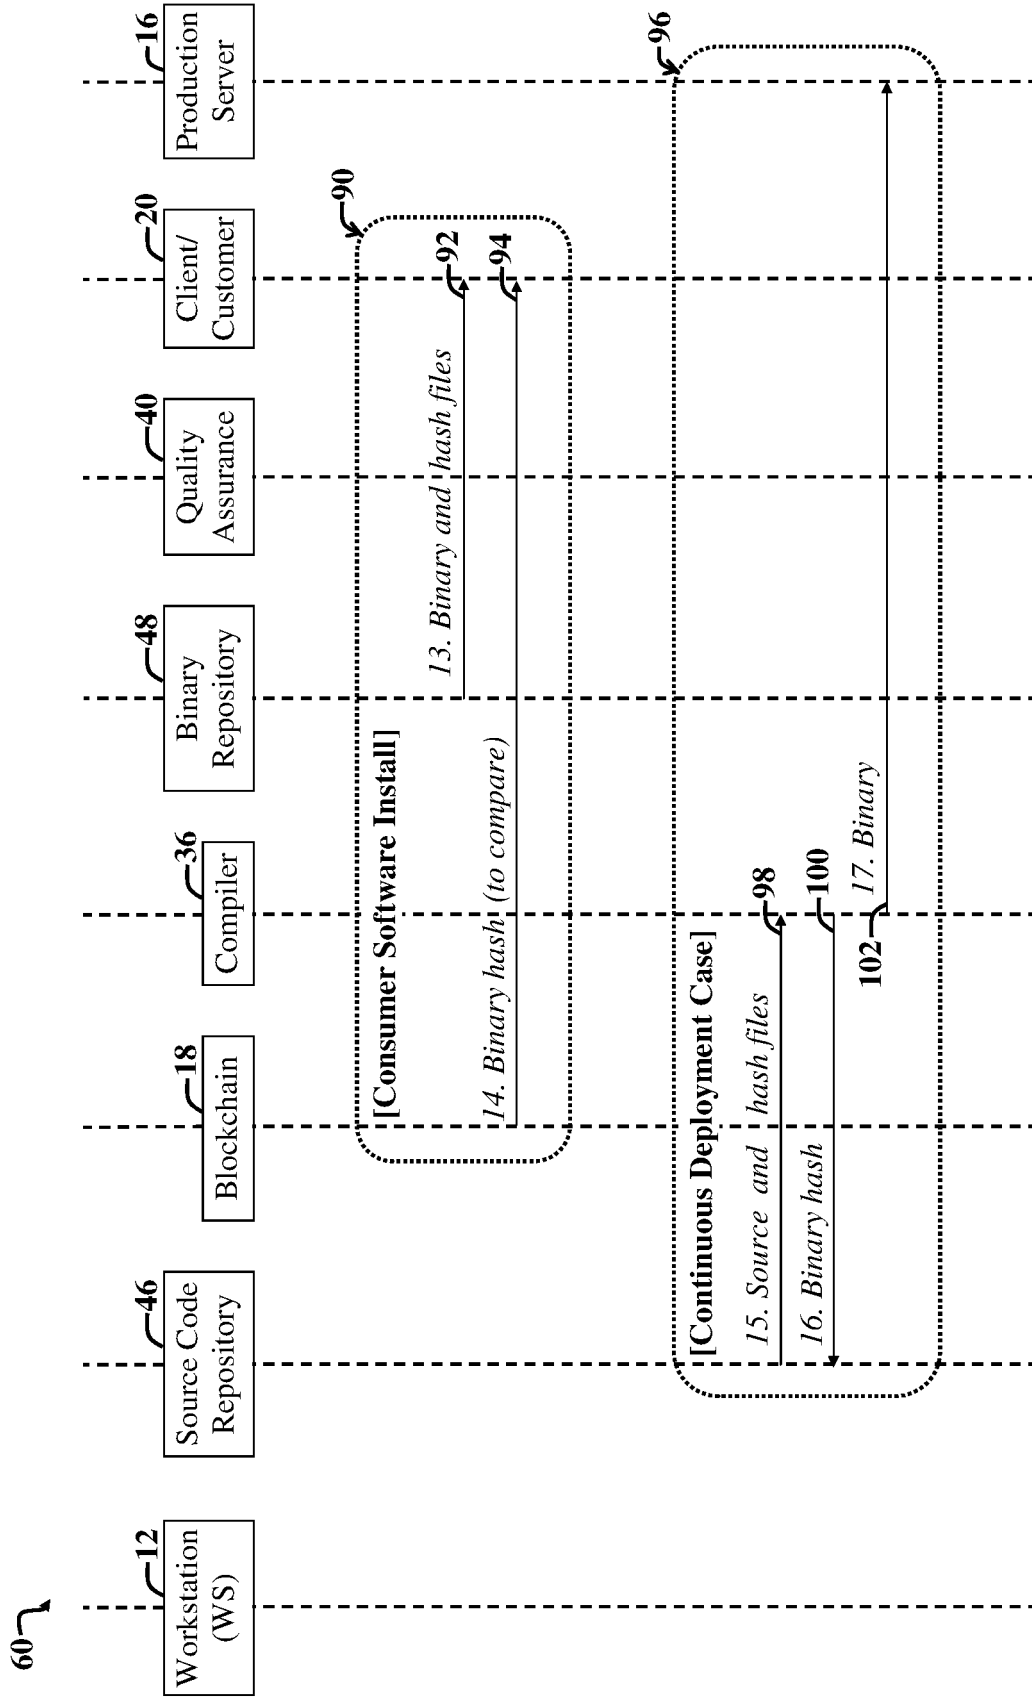 60
12
Workstation
(WS)
46
Source Code
Repository
18
Blockchain
36
Compiler
48
Binary
Repository
40
Quality
Assurance
20
Client/
Customer
16
Production
Server
90
[Consumer Software Install]
13. Binary and hash files
92
14. Binary hash (to compare)
94
96
[Continuous Deployment Case]
15. Source and hash files
98
16. Binary hash
100
102
17. Binary